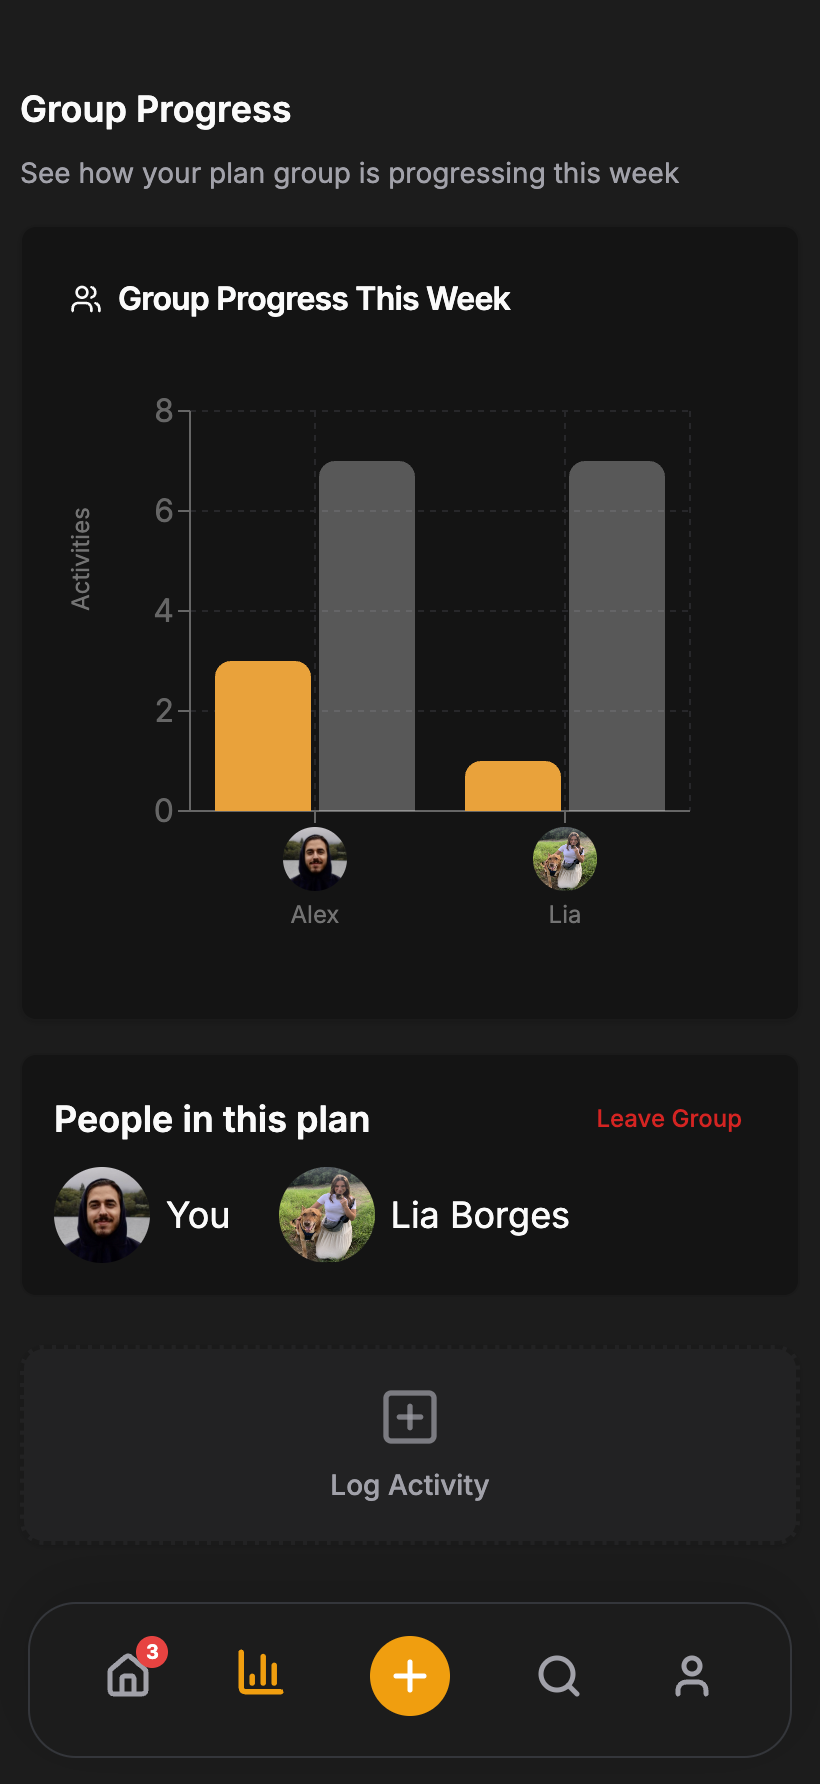 Group Progress
See how your plan group is progressing this week
Group Progress This Week
Activities
8
6
4
2
0
Alex
Lia
People in this plan
Leave Group
You
Lia Borges
Log Activity
3